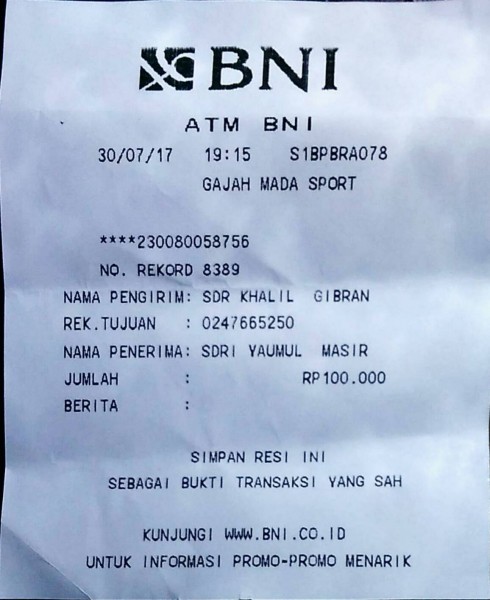 BNI
ATM BNI
30/07/17 19:15 S1BPBRA078
GAJAH MADA SPORT
****230080058756
NO. REKORD 8389
NAMA PENGIRIM: SDR KHALIL GIBRAN
REK.TUJUAN : 0247665250
NAMA PENERIMA: SDRI YAUMUL MASIR
JUMLAH : RP100.000
BERITA :
SIMPAN RESI INI
SEBAGAI BUKTI TRANSAKSI YANG SAH
KUNJUNGI WWW.BNI.CO.ID
UNTUK INFORMASI PROMO-PROMO MENARIK